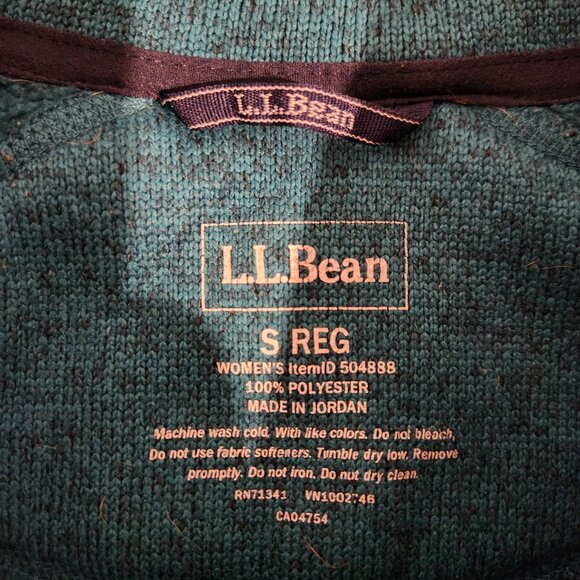 L.L.Bean
L.L.Bean
S REG
WOMEN'S ItemID 504888
100% POLYESTER
MADE IN JORDAN
Machine wash cold. With like colors. Do not bleach,
Do not use fabric softeners. Tumble dry low. Remove
promptly. Do not iron. Do not dry clean.
RN71341 VN1002746
CA04754